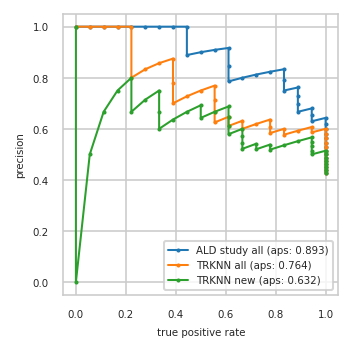 1.0
0.8
0.6
0.4
0.2
0.0
precision
ALD study all (aps: 0.893)
TRKNN all (aps: 0.764)
TRKNN new (aps: 0.632)
0.0 0.2 0.4 0.6 0.8 1.0
true positive rate